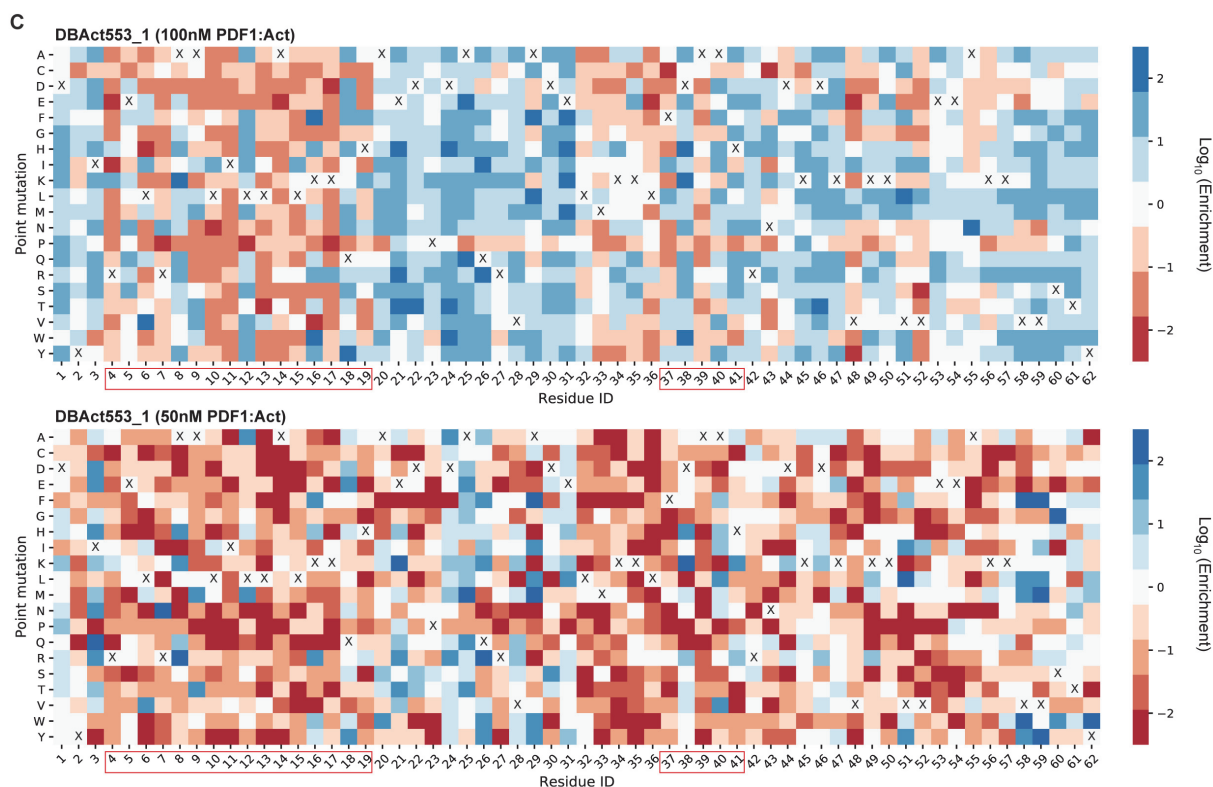 C
DBAct553_1 (100nM PDF1:Act)
A X X X X X X X X X
C
D X X X X X X X
E X X X X X
F X
G
H X X
I X X
K X X X X X X X X X X
L X X X X X X X
M X
N X
P X
Q X X
R X X X X
S X
T X
V X X X X X X
W
Y X X
Point mutation
1 2 3 4 5 6 7 8 9 10 11 12 13 14 15 16 17 18 19 20 21 22 23 24 25 26 27 28 29 30 31 32 33 34 35 36 37 38 39 40 41 42 43 44 45 46 47 48 49 50 51 52 53 54 55 56 57 58 59 60 61 62
Residue ID
2
1
0
−1
−2
Log10 (Enrichment)
DBAct553_1 (50nM PDF1:Act)
A X X X X X X X X X
C
D X X X X X X X
E X X X X X
F X
G
H X X
I X X
K X X X X X X X X X X
L X X X X X X X
M X
N X
P X
Q X X
R X X X X
S X
T X
V X X X X X X
W
Y X X
Point mutation
1 2 3 4 5 6 7 8 9 10 11 12 13 14 15 16 17 18 19 20 21 22 23 24 25 26 27 28 29 30 31 32 33 34 35 36 37 38 39 40 41 42 43 44 45 46 47 48 49 50 51 52 53 54 55 56 57 58 59 60 61 62
Residue ID
2
1
0
−1
−2
Log10 (Enrichment)